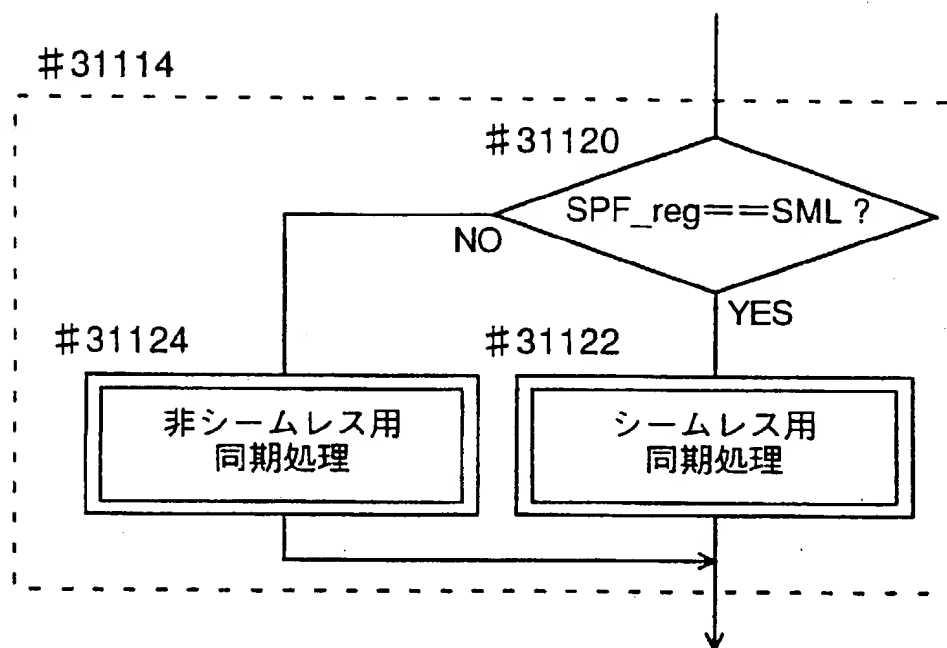 #31114
#31120
SPF_reg==SML ?
NO
YES
#31124
#31122
非シームレス用
同期処理
シームレス用
同期処理